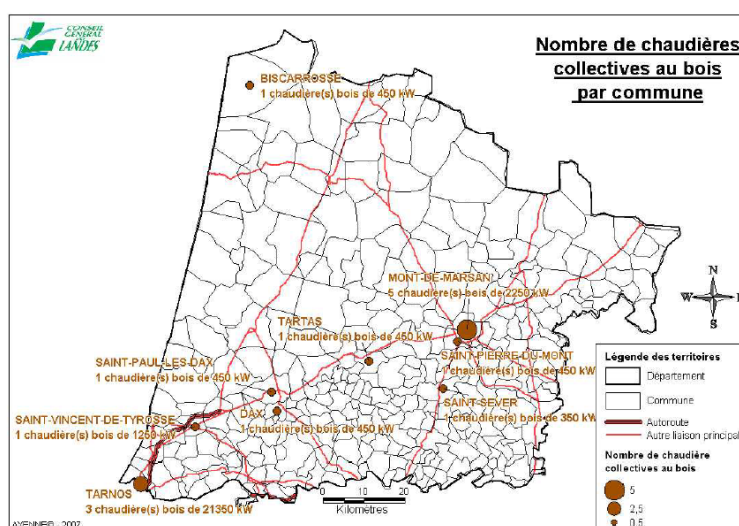 CONSEIL
GENERAL
des
LANDES
Nombre de chaudières
collectives au bois
par commune
BISCARROSSE
1 chaudière(s) bois de 450 kW
MONT-DE-MARSAN
5 chaudière(s) bois de 2250 kW
TARTAS
1 chaudière(s) bois de 450 kW
SAINT-PAUL-LES-DAX
1 chaudière(s) bois de 450 kW
SAINT-PIERRE-DU-MONT
1 chaudière(s) bois de 450 kW
SAINT-SEVER
1 chaudière(s) bois de 350 kW
SAINT-VINCENT-DE-TYROSSE
1 chaudière(s) bois de 1250 kW
DAX
1 chaudière(s) bois de 450 kW
TARNOS
3 chaudière(s) bois de 21350 kW
N
W
S
Légende des territoires
Département
Commune
Autoroute
Autre liaison principal
Nombre de chaudière
collectives au bois
5
2,5
0,5
10 0 10 20
Kilomètres
2007